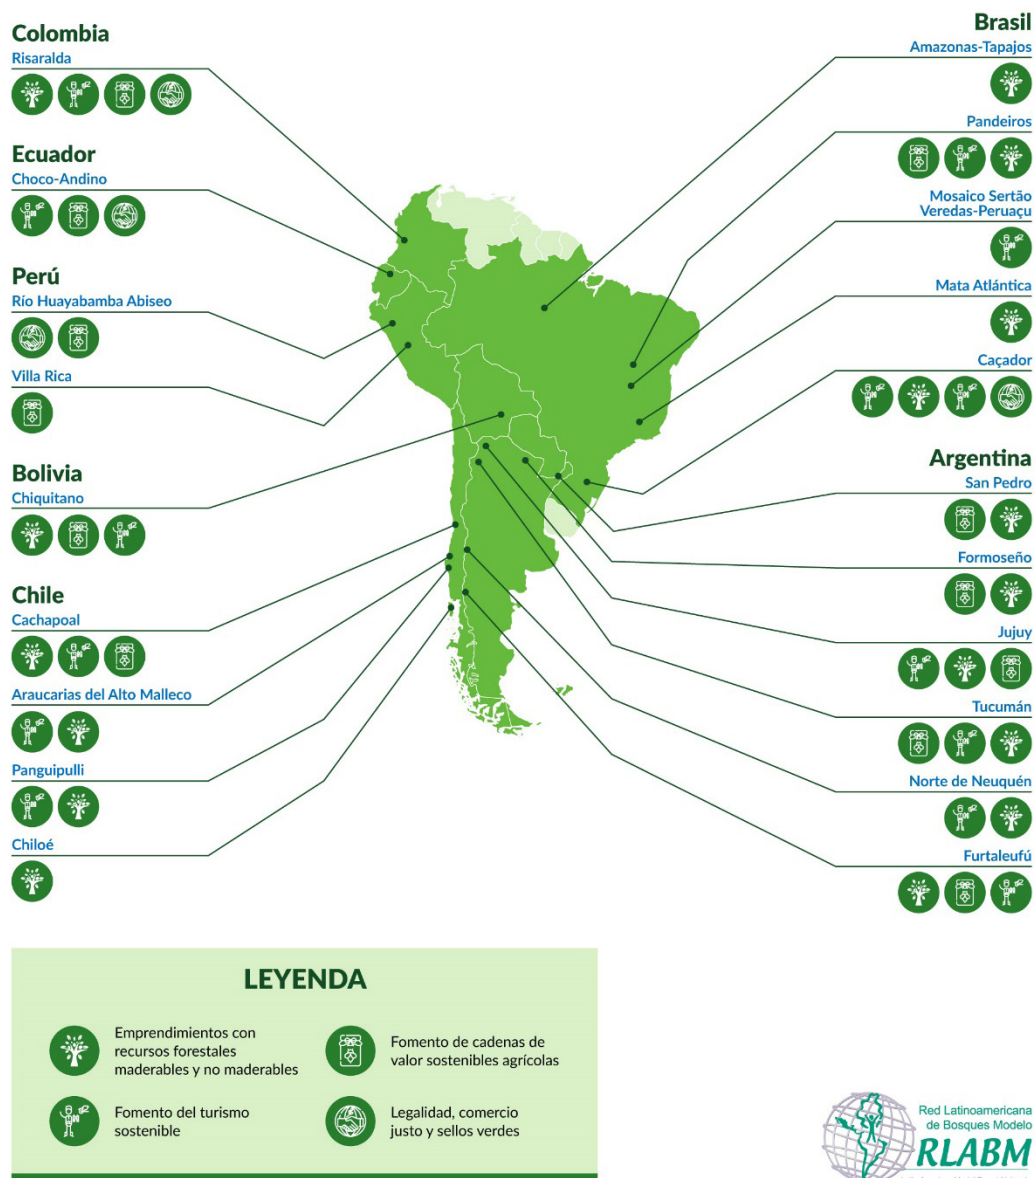 Colombia
Risaralda
Ecuador
Choco-Andino
Perú
Río Huayabamba Abiseo
Villa Rica
Bolivia
Chiquitano
Chile
Cachapoal
Araucarias del Alto Malleco
Panguipulli
Chiloé
Brasil
Amazonas-Tapajos
Pandeiros
Mosaico Sertão
Veredas-Peruaçu
Mata Atlántica
Caçador
Argentina
San Pedro
Formoseño
Jujuy
Tucumán
Norte de Neuquén
Furtaleufú
LEYENDA
Emprendimientos con
recursos forestales
maderables y no maderables
Fomento de cadenas de
valor sostenibles agrícolas
Fomento del turismo
sostenible
Legalidad, comercio
justo y sellos verdes
Red Latinoamericana
de Bosques Modelo
RLABM